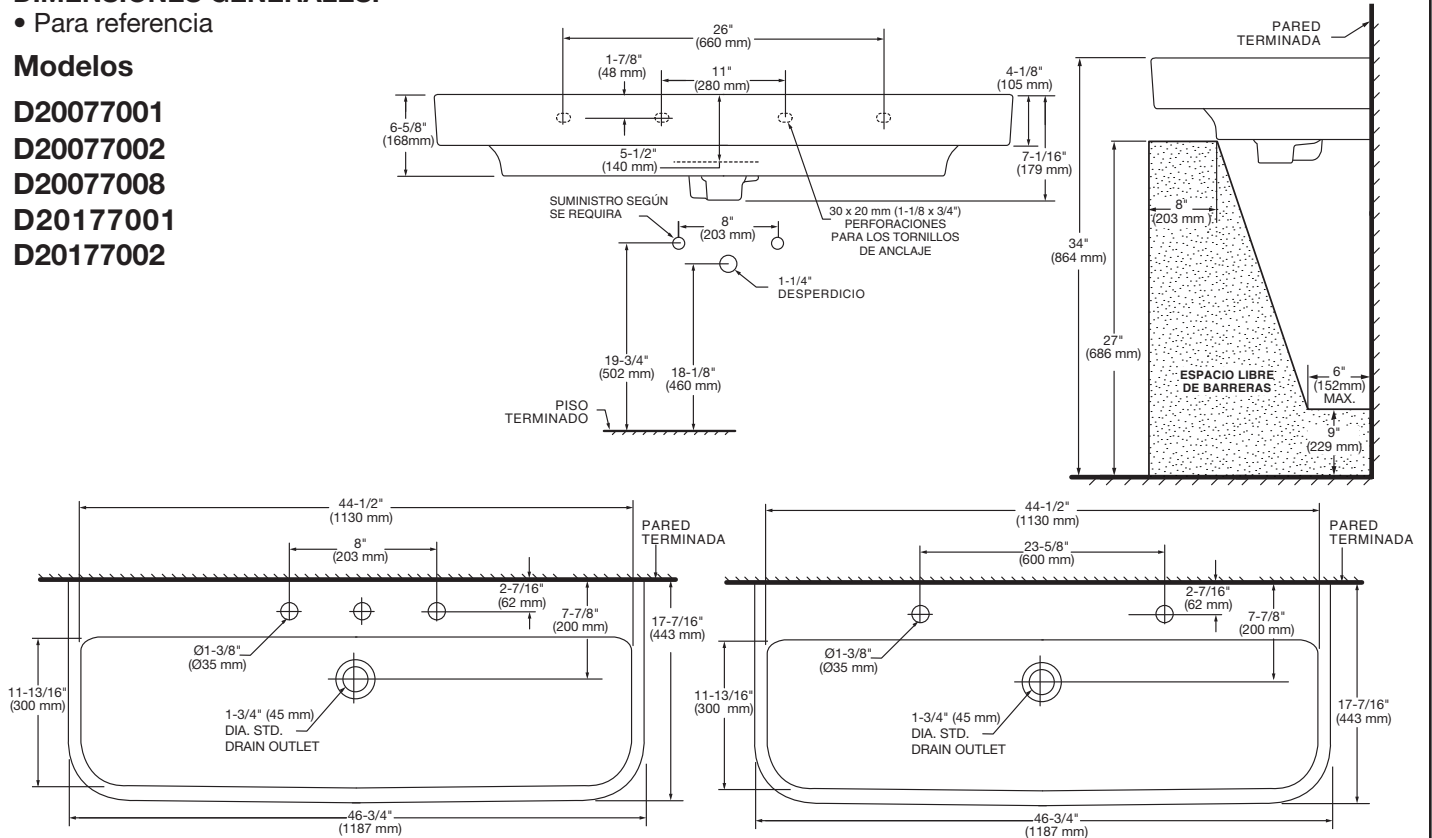 • Para referencia
Modelos
D20077001
D20077002
D20077008
D20177001
D20177002
26"
(660 mm)
1-7/8"
(48 mm)
11"
(280 mm)
4-1/8"
(105 mm)
6-5/8"
(168mm)
5-1/2"
(140 mm)
7-1/16"
(179 mm)
SUMINISTRO SEGÚN
SE REQUIRA
8"
(203 mm)
30 x 20 mm (1-1/8 x 3/4")
PERFORACIONES
PARA LOS TORNILLOS
DE ANCLAJE
1-1/4"
DESPERDICIO
19-3/4"
(502 mm)
18-1/8"
(460 mm)
PISO
TERMINADO
PARED
TERMINADA
8"
(203 mm )
34"
(864 mm)
27"
(686 mm)
ESPACIO LIBRE
DE BARRERAS
6"
(152mm)
MAX.
9"
(229 mm)
44-1/2"
(1130 mm)
8"
(203 mm)
PARED
TERMINADA
2-7/16"
(62 mm)
7-7/8"
(200 mm)
17-7/16"
(443 mm)
Ø1-3/8"
(Ø35 mm)
11-13/16"
(300 mm)
1-3/4" (45 mm)
DIA. STD.
DRAIN OUTLET
46-3/4"
(1187 mm)
44-1/2"
(1130 mm)
23-5/8"
(600 mm)
PARED
TERMINADA
2-7/16"
(62 mm)
7-7/8"
(200 mm)
Ø1-3/8"
(Ø35 mm)
11-13/16"
(300 mm)
17-7/16"
(443 mm)
1-3/4" (45 mm)
DIA. STD.
DRAIN OUTLET
46-3/4"
(1187 mm)